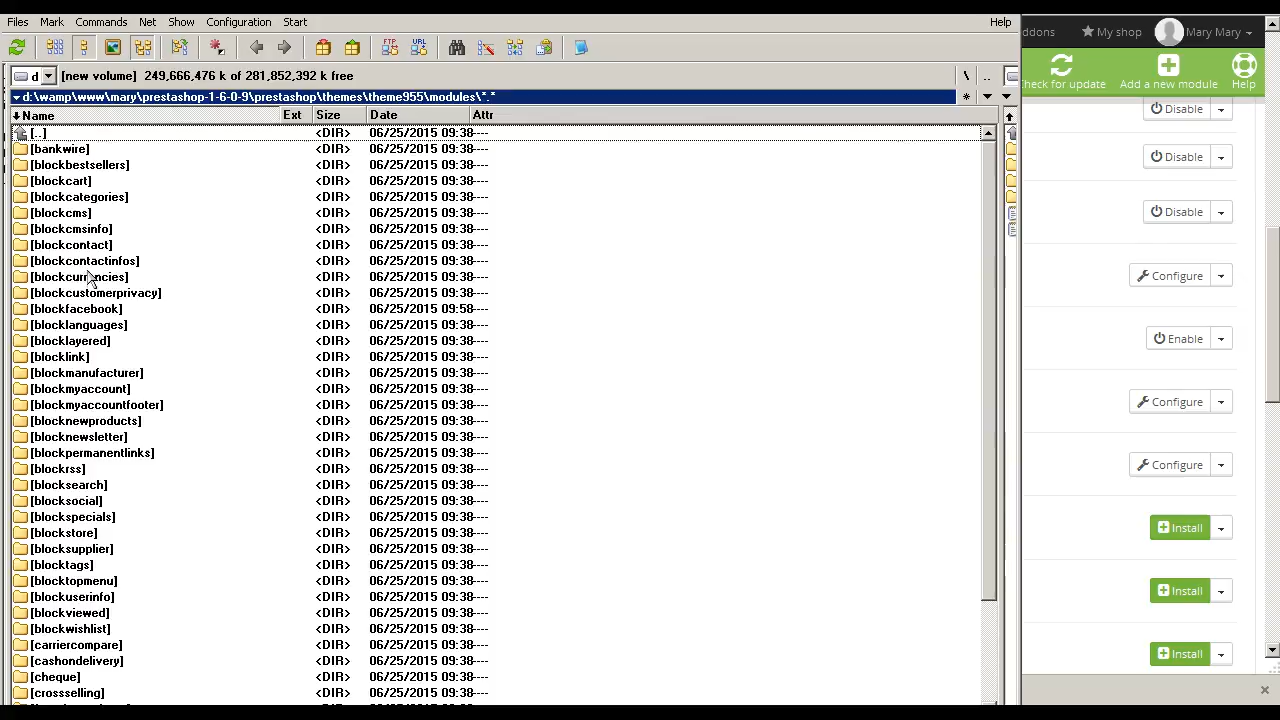 Files Mark Commands Net Show Configuration Start Help
FTP URL
d [new volume] 249,666,476 k of 281,852,392 k free \ ..
d:\wamp\www\mary\prestashop-1-6-0-9\prestashop\themes\theme955\modules\*.* *
Name Ext Size Date Attr
[..] <DIR> 06/25/2015 09:38----
[bankwire] <DIR> 06/25/2015 09:38----
[blockbestsellers] <DIR> 06/25/2015 09:38----
[blockcart] <DIR> 06/25/2015 09:38----
[blockcategories] <DIR> 06/25/2015 09:38----
[blockcms] <DIR> 06/25/2015 09:38----
[blockcmsinfo] <DIR> 06/25/2015 09:38----
[blockcontact] <DIR> 06/25/2015 09:38----
[blockcontactinfos] <DIR> 06/25/2015 09:38----
[blockcurrencies] <DIR> 06/25/2015 09:38----
[blockcustomerprivacy] <DIR> 06/25/2015 09:38----
[blockfacebook] <DIR> 06/25/2015 09:58----
[blocklanguages] <DIR> 06/25/2015 09:38----
[blocklayered] <DIR> 06/25/2015 09:38----
[blocklink] <DIR> 06/25/2015 09:38----
[blockmanufacturer] <DIR> 06/25/2015 09:38----
[blockmyaccount] <DIR> 06/25/2015 09:38----
[blockmyaccountfooter] <DIR> 06/25/2015 09:38----
[blocknewproducts] <DIR> 06/25/2015 09:38----
[blocknewsletter] <DIR> 06/25/2015 09:38----
[blockpermanentlinks] <DIR> 06/25/2015 09:38----
[blockrss] <DIR> 06/25/2015 09:38----
[blocksearch] <DIR> 06/25/2015 09:38----
[blocksocial] <DIR> 06/25/2015 09:38----
[blockspecials] <DIR> 06/25/2015 09:38----
[blockstore] <DIR> 06/25/2015 09:38----
[blocksupplier] <DIR> 06/25/2015 09:38----
[blocktags] <DIR> 06/25/2015 09:38----
[blocktopmenu] <DIR> 06/25/2015 09:38----
[blockuserinfo] <DIR> 06/25/2015 09:38----
[blockviewed] <DIR> 06/25/2015 09:38----
[blockwishlist] <DIR> 06/25/2015 09:38----
[carriercompare] <DIR> 06/25/2015 09:38----
[cashondelivery] <DIR> 06/25/2015 09:38----
[cheque] <DIR> 06/25/2015 09:38----
[crossselling] <DIR> 06/25/2015 09:38----
ddons My shop Mary Mary
heck for update Add a new module Help
Disable
Disable
Disable
Configure
Enable
Configure
Configure
Install
Install
Install